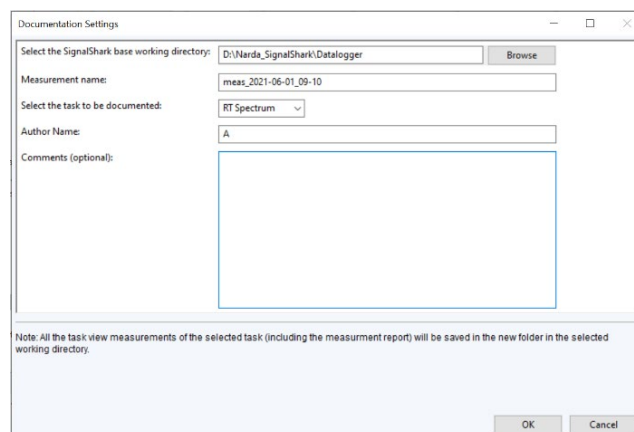 Documentation Settings
Select the SignalShark base working directory: D:\Narda_SignalShark\Datalogger Browse
Measurement name: meas_2021-06-01_09-10
Select the task to be documented: RT Spectrum
Author Name: A
Comments (optional):
Note: All the task view measurements of the selected task (including the measurment report) will be saved in the new folder in the selected
working directory.
OK Cancel